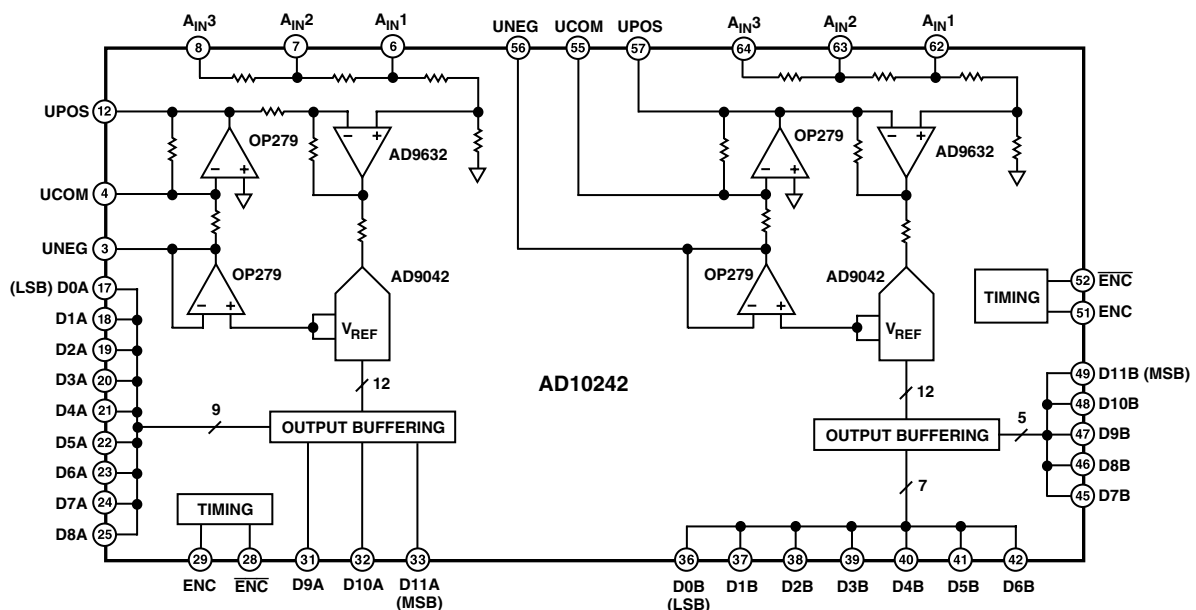 AIN3 AIN2 AIN1 UNEG UCOM UPOS AIN3 AIN2 AIN1
8 7 6 56 55 57 64 63 62
UPOS 12
OP279 AD9632 OP279 AD9632
− + − + − + − +
UCOM 4
UNEG 3
OP279 AD9042 OP279 AD9042
− + VREF − + VREF
(LSB) D0A 17
D1A 18
D2A 19
D3A 20
D4A 21
D5A 22
D6A 23
D7A 24
D8A 25
12
9
OUTPUT BUFFERING
TIMING
AD10242
12
OUTPUT BUFFERING
5
7
TIMING
52 E̅N̅C̅
51 ENC
49 D11B (MSB)
48 D10B
47 D9B
46 D8B
45 D7B
29 28 31 32 33 36 37 38 39 40 41 42
ENC E̅N̅C̅ D9A D10A D11A D0B D1B D2B D3B D4B D5B D6B
(MSB) (LSB)